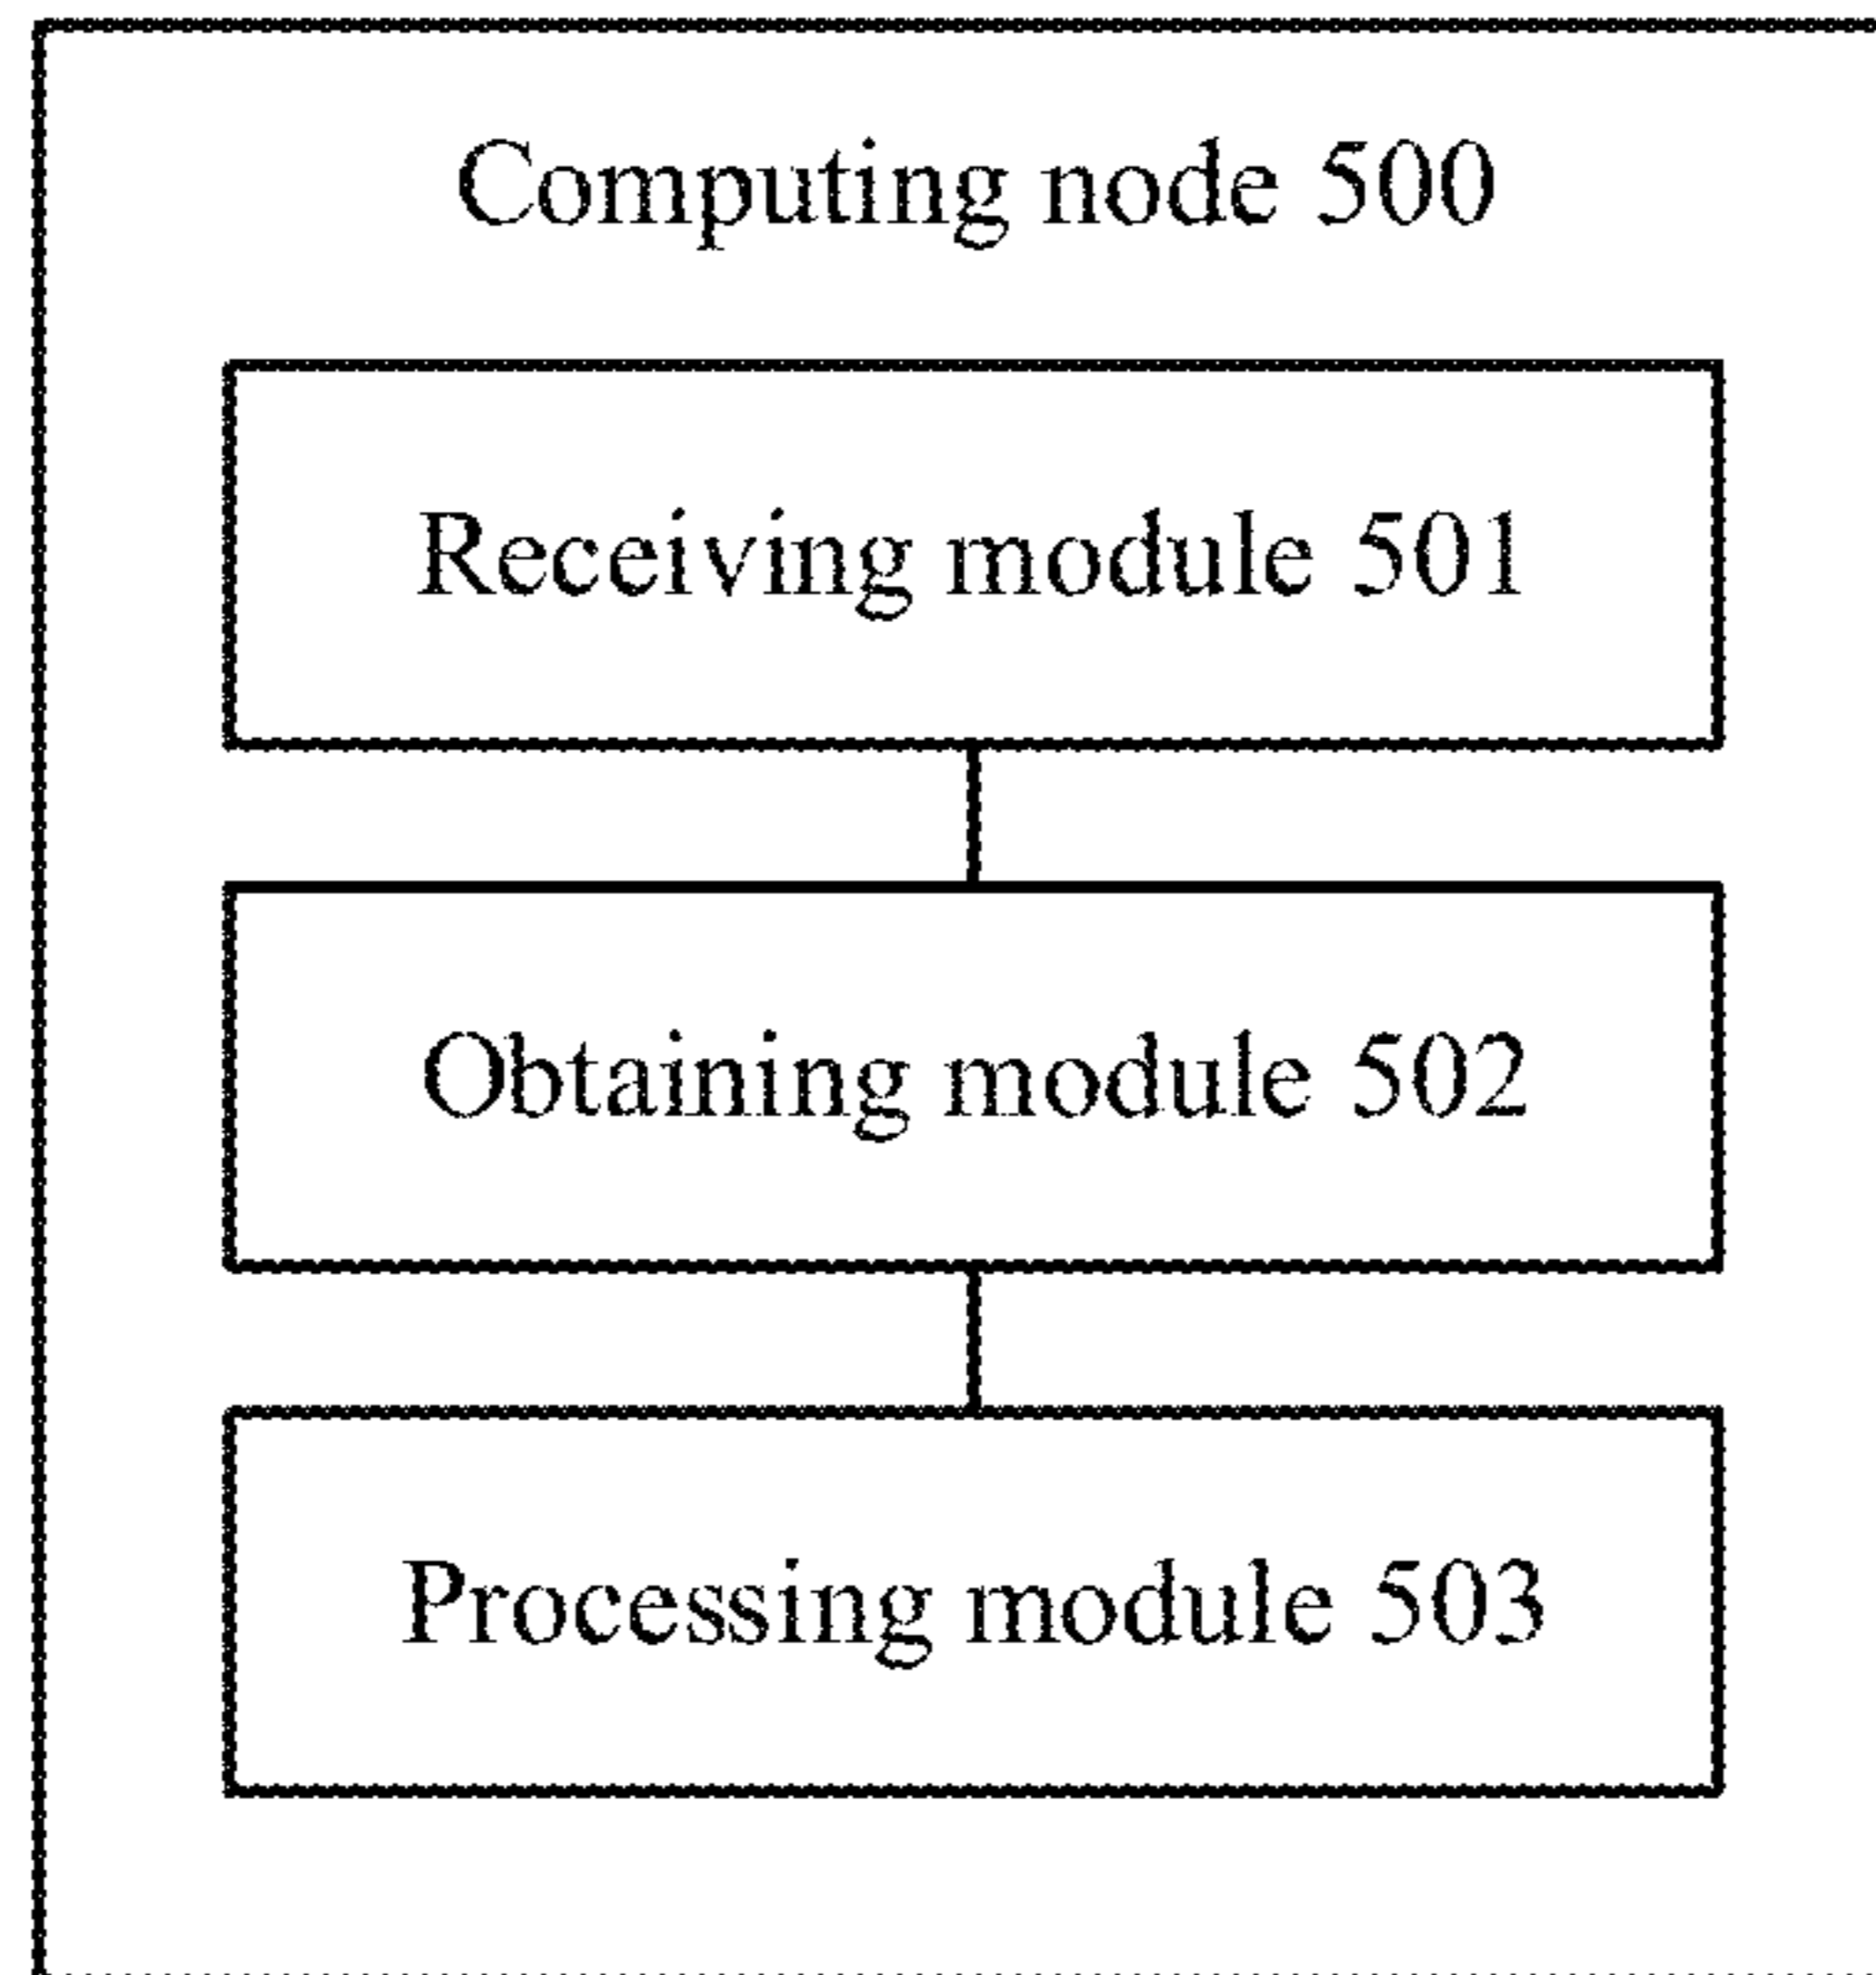 Computing node 500
Receiving module 501
Obtaining module 502
Processing module 503